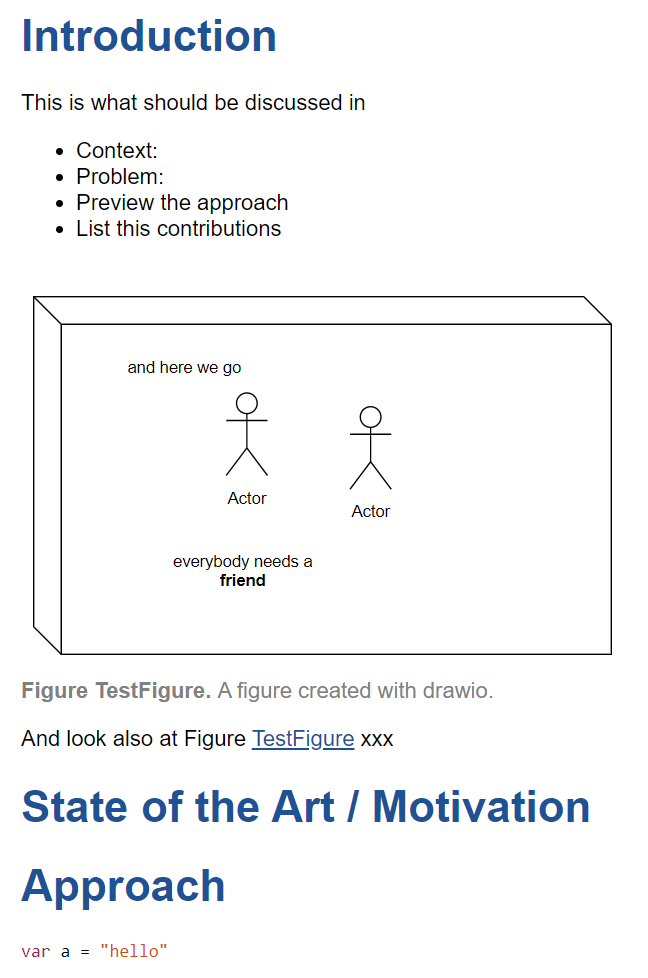 Introduction
This is what should be discussed in
• Context:
• Problem:
• Preview the approach
• List this contributions
and here we go
Actor
Actor
everybody needs a
friend
Figure TestFigure. A figure created with drawio.
And look also at Figure TestFigure xxx
State of the Art / Motivation
Approach
var a = "hello"